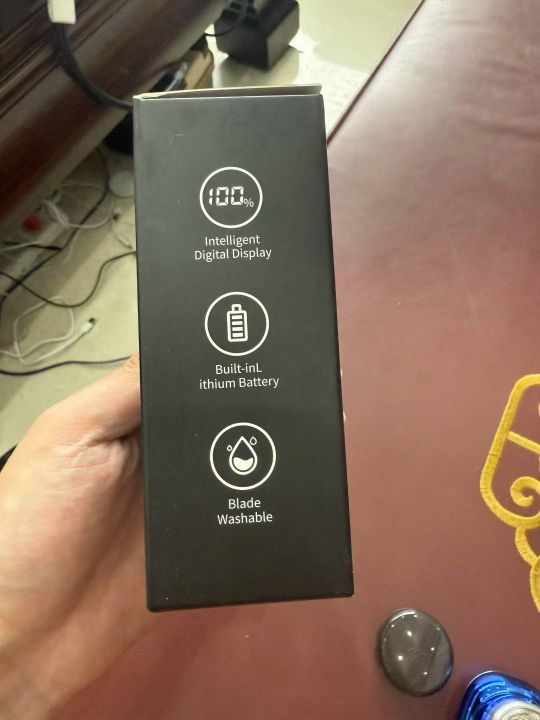 100%
Intelligent
Digital Display
Built-inL
ithium Battery
Blade
Washable